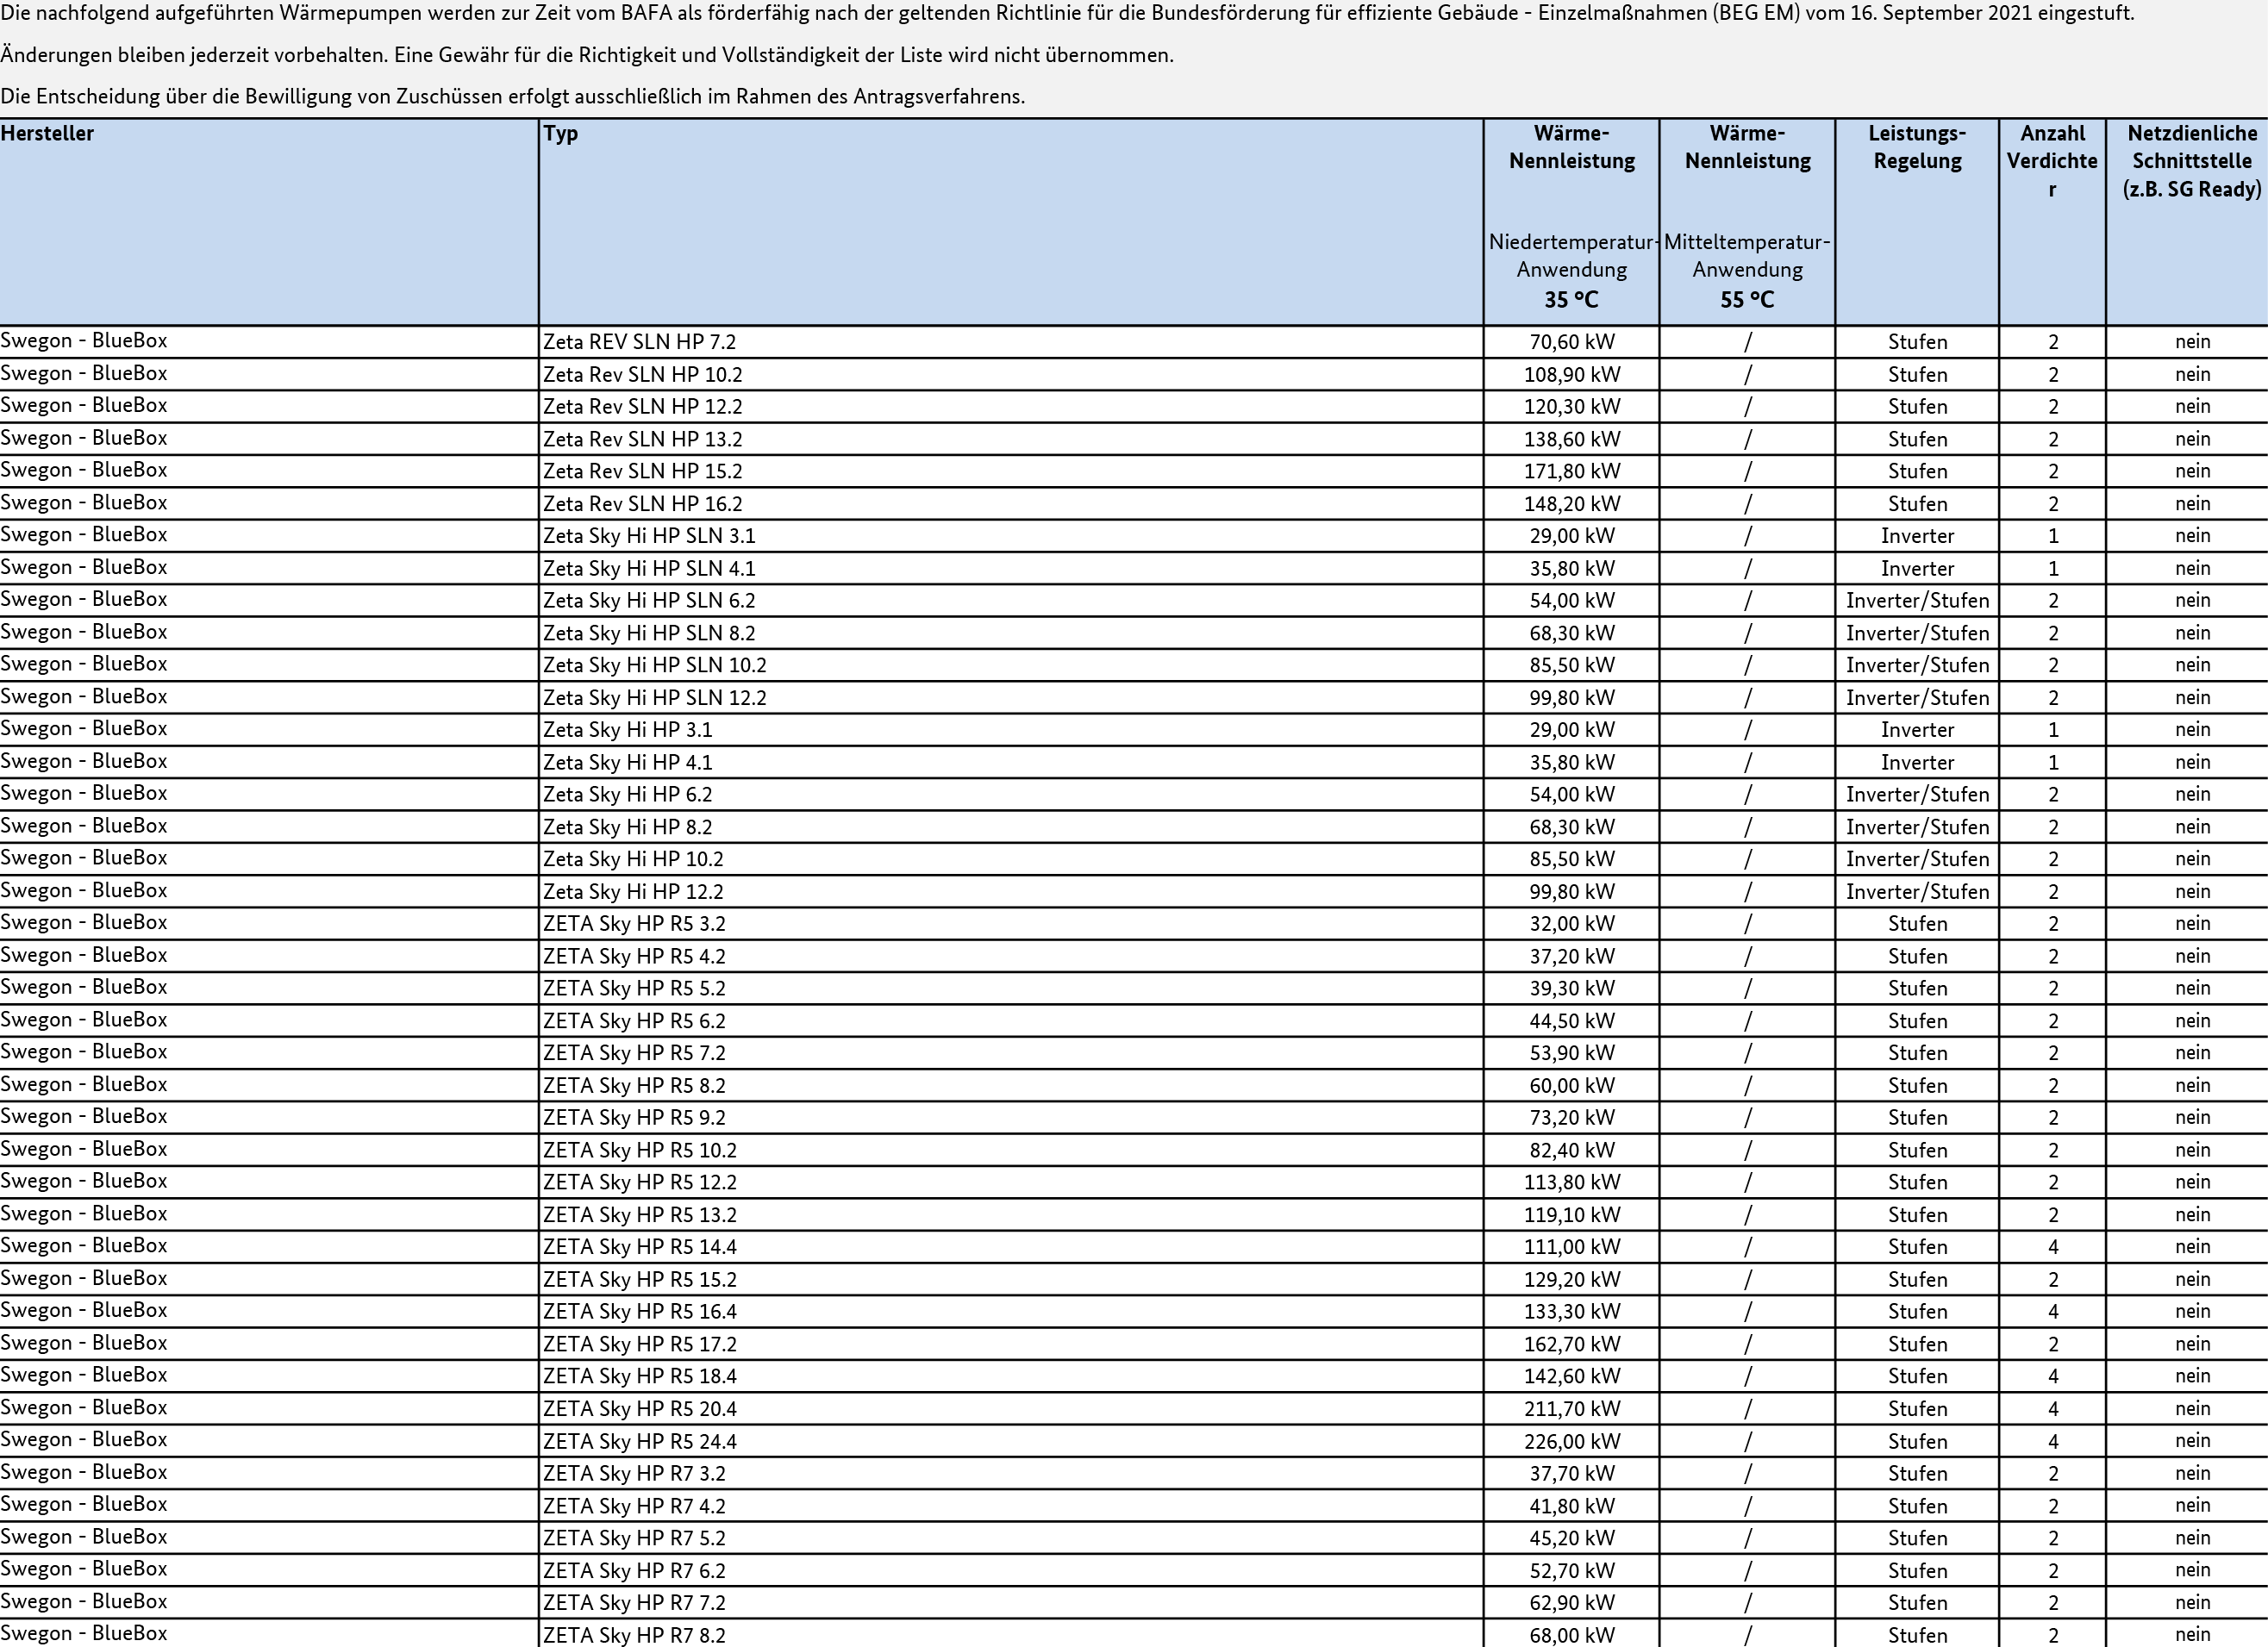 Die nachfolgend aufgeführten Wärmepumpen werden zur Zeit vom BAFA als förderfähig nach der geltenden Richtlinie für die Bundesförderung für effiziente Gebäude - Einzelmaßnahmen (BEG EM) vom 16. September 2021 eingestuft.
Änderungen bleiben jederzeit vorbehalten. Eine Gewähr für die Richtigkeit und Vollständigkeit der Liste wird nicht übernommen.
Die Entscheidung über die Bewilligung von Zuschüssen erfolgt ausschließlich im Rahmen des Antragsverfahrens.
Hersteller Typ Wärme- Wärme- Leistungs- Anzahl Netzdienliche
Nennleistung Nennleistung Regelung Verdichte Schnittstelle
r (z.B. SG Ready)
Niedertemperatur- Mitteltemperatur-
Anwendung Anwendung
35 °C 55 °C
Swegon - BlueBox Zeta REV SLN HP 7.2 70,60 kW / Stufen 2 nein
Swegon - BlueBox Zeta Rev SLN HP 10.2 108,90 kW / Stufen 2 nein
Swegon - BlueBox Zeta Rev SLN HP 12.2 120,30 kW / Stufen 2 nein
Swegon - BlueBox Zeta Rev SLN HP 13.2 138,60 kW / Stufen 2 nein
Swegon - BlueBox Zeta Rev SLN HP 15.2 171,80 kW / Stufen 2 nein
Swegon - BlueBox Zeta Rev SLN HP 16.2 148,20 kW / Stufen 2 nein
Swegon - BlueBox Zeta Sky Hi HP SLN 3.1 29,00 kW / Inverter 1 nein
Swegon - BlueBox Zeta Sky Hi HP SLN 4.1 35,80 kW / Inverter 1 nein
Swegon - BlueBox Zeta Sky Hi HP SLN 6.2 54,00 kW / Inverter/Stufen 2 nein
Swegon - BlueBox Zeta Sky Hi HP SLN 8.2 68,30 kW / Inverter/Stufen 2 nein
Swegon - BlueBox Zeta Sky Hi HP SLN 10.2 85,50 kW / Inverter/Stufen 2 nein
Swegon - BlueBox Zeta Sky Hi HP SLN 12.2 99,80 kW / Inverter/Stufen 2 nein
Swegon - BlueBox Zeta Sky Hi HP 3.1 29,00 kW / Inverter 1 nein
Swegon - BlueBox Zeta Sky Hi HP 4.1 35,80 kW / Inverter 1 nein
Swegon - BlueBox Zeta Sky Hi HP 6.2 54,00 kW / Inverter/Stufen 2 nein
Swegon - BlueBox Zeta Sky Hi HP 8.2 68,30 kW / Inverter/Stufen 2 nein
Swegon - BlueBox Zeta Sky Hi HP 10.2 85,50 kW / Inverter/Stufen 2 nein
Swegon - BlueBox Zeta Sky Hi HP 12.2 99,80 kW / Inverter/Stufen 2 nein
Swegon - BlueBox ZETA Sky HP R5 3.2 32,00 kW / Stufen 2 nein
Swegon - BlueBox ZETA Sky HP R5 4.2 37,20 kW / Stufen 2 nein
Swegon - BlueBox ZETA Sky HP R5 5.2 39,30 kW / Stufen 2 nein
Swegon - BlueBox ZETA Sky HP R5 6.2 44,50 kW / Stufen 2 nein
Swegon - BlueBox ZETA Sky HP R5 7.2 53,90 kW / Stufen 2 nein
Swegon - BlueBox ZETA Sky HP R5 8.2 60,00 kW / Stufen 2 nein
Swegon - BlueBox ZETA Sky HP R5 9.2 73,20 kW / Stufen 2 nein
Swegon - BlueBox ZETA Sky HP R5 10.2 82,40 kW / Stufen 2 nein
Swegon - BlueBox ZETA Sky HP R5 12.2 113,80 kW / Stufen 2 nein
Swegon - BlueBox ZETA Sky HP R5 13.2 119,10 kW / Stufen 2 nein
Swegon - BlueBox ZETA Sky HP R5 14.4 111,00 kW / Stufen 4 nein
Swegon - BlueBox ZETA Sky HP R5 15.2 129,20 kW / Stufen 2 nein
Swegon - BlueBox ZETA Sky HP R5 16.4 133,30 kW / Stufen 4 nein
Swegon - BlueBox ZETA Sky HP R5 17.2 162,70 kW / Stufen 2 nein
Swegon - BlueBox ZETA Sky HP R5 18.4 142,60 kW / Stufen 4 nein
Swegon - BlueBox ZETA Sky HP R5 20.4 211,70 kW / Stufen 4 nein
Swegon - BlueBox ZETA Sky HP R5 24.4 226,00 kW / Stufen 4 nein
Swegon - BlueBox ZETA Sky HP R7 3.2 37,70 kW / Stufen 2 nein
Swegon - BlueBox ZETA Sky HP R7 4.2 41,80 kW / Stufen 2 nein
Swegon - BlueBox ZETA Sky HP R7 5.2 45,20 kW / Stufen 2 nein
Swegon - BlueBox ZETA Sky HP R7 6.2 52,70 kW / Stufen 2 nein
Swegon - BlueBox ZETA Sky HP R7 7.2 62,90 kW / Stufen 2 nein
Swegon - BlueBox ZETA Sky HP R7 8.2 68,00 kW / Stufen 2 nein